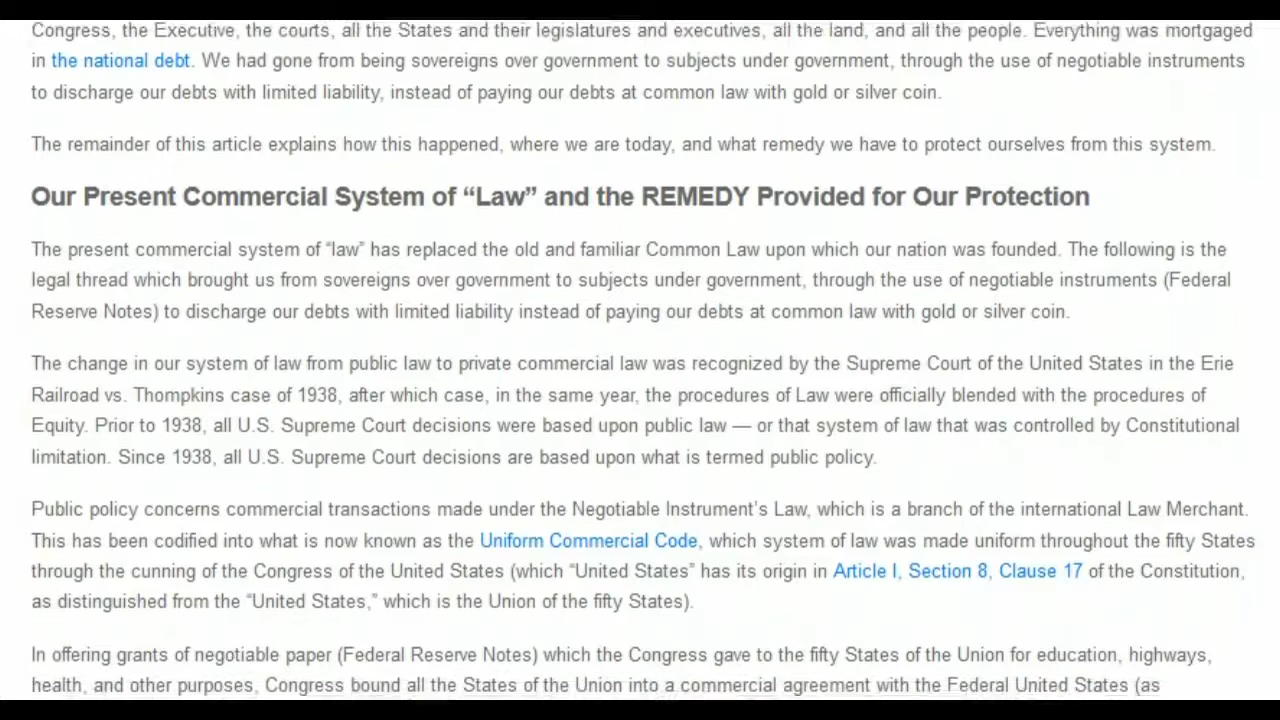 Congress, the Executive, the courts, all the States and their legislatures and executives, all the land, and all the people. Everything was mortgaged
in the national debt. We had gone from being sovereigns over government to subjects under government, through the use of negotiable instruments
to discharge our debts with limited liability, instead of paying our debts at common law with gold or silver coin.
The remainder of this article explains how this happened, where we are today, and what remedy we have to protect ourselves from this system.
Our Present Commercial System of “Law” and the REMEDY Provided for Our Protection
The present commercial system of “law” has replaced the old and familiar Common Law upon which our nation was founded. The following is the
legal thread which brought us from sovereigns over government to subjects under government, through the use of negotiable instruments (Federal
Reserve Notes) to discharge our debts with limited liability instead of paying our debts at common law with gold or silver coin.
The change in our system of law from public law to private commercial law was recognized by the Supreme Court of the United States in the Erie
Railroad vs. Thompkins case of 1938, after which case, in the same year, the procedures of Law were officially blended with the procedures of
Equity. Prior to 1938, all U.S. Supreme Court decisions were based upon public law — or that system of law that was controlled by Constitutional
limitation. Since 1938, all U.S. Supreme Court decisions are based upon what is termed public policy.
Public policy concerns commercial transactions made under the Negotiable Instrument’s Law, which is a branch of the international Law Merchant.
This has been codified into what is now known as the Uniform Commercial Code, which system of law was made uniform throughout the fifty States
through the cunning of the Congress of the United States (which “United States” has its origin in Article I, Section 8, Clause 17 of the Constitution,
as distinguished from the “United States,” which is the Union of the fifty States).
In offering grants of negotiable paper (Federal Reserve Notes) which the Congress gave to the fifty States of the Union for education, highways,
health, and other purposes, Congress bound all the States of the Union into a commercial agreement with the Federal United States (as